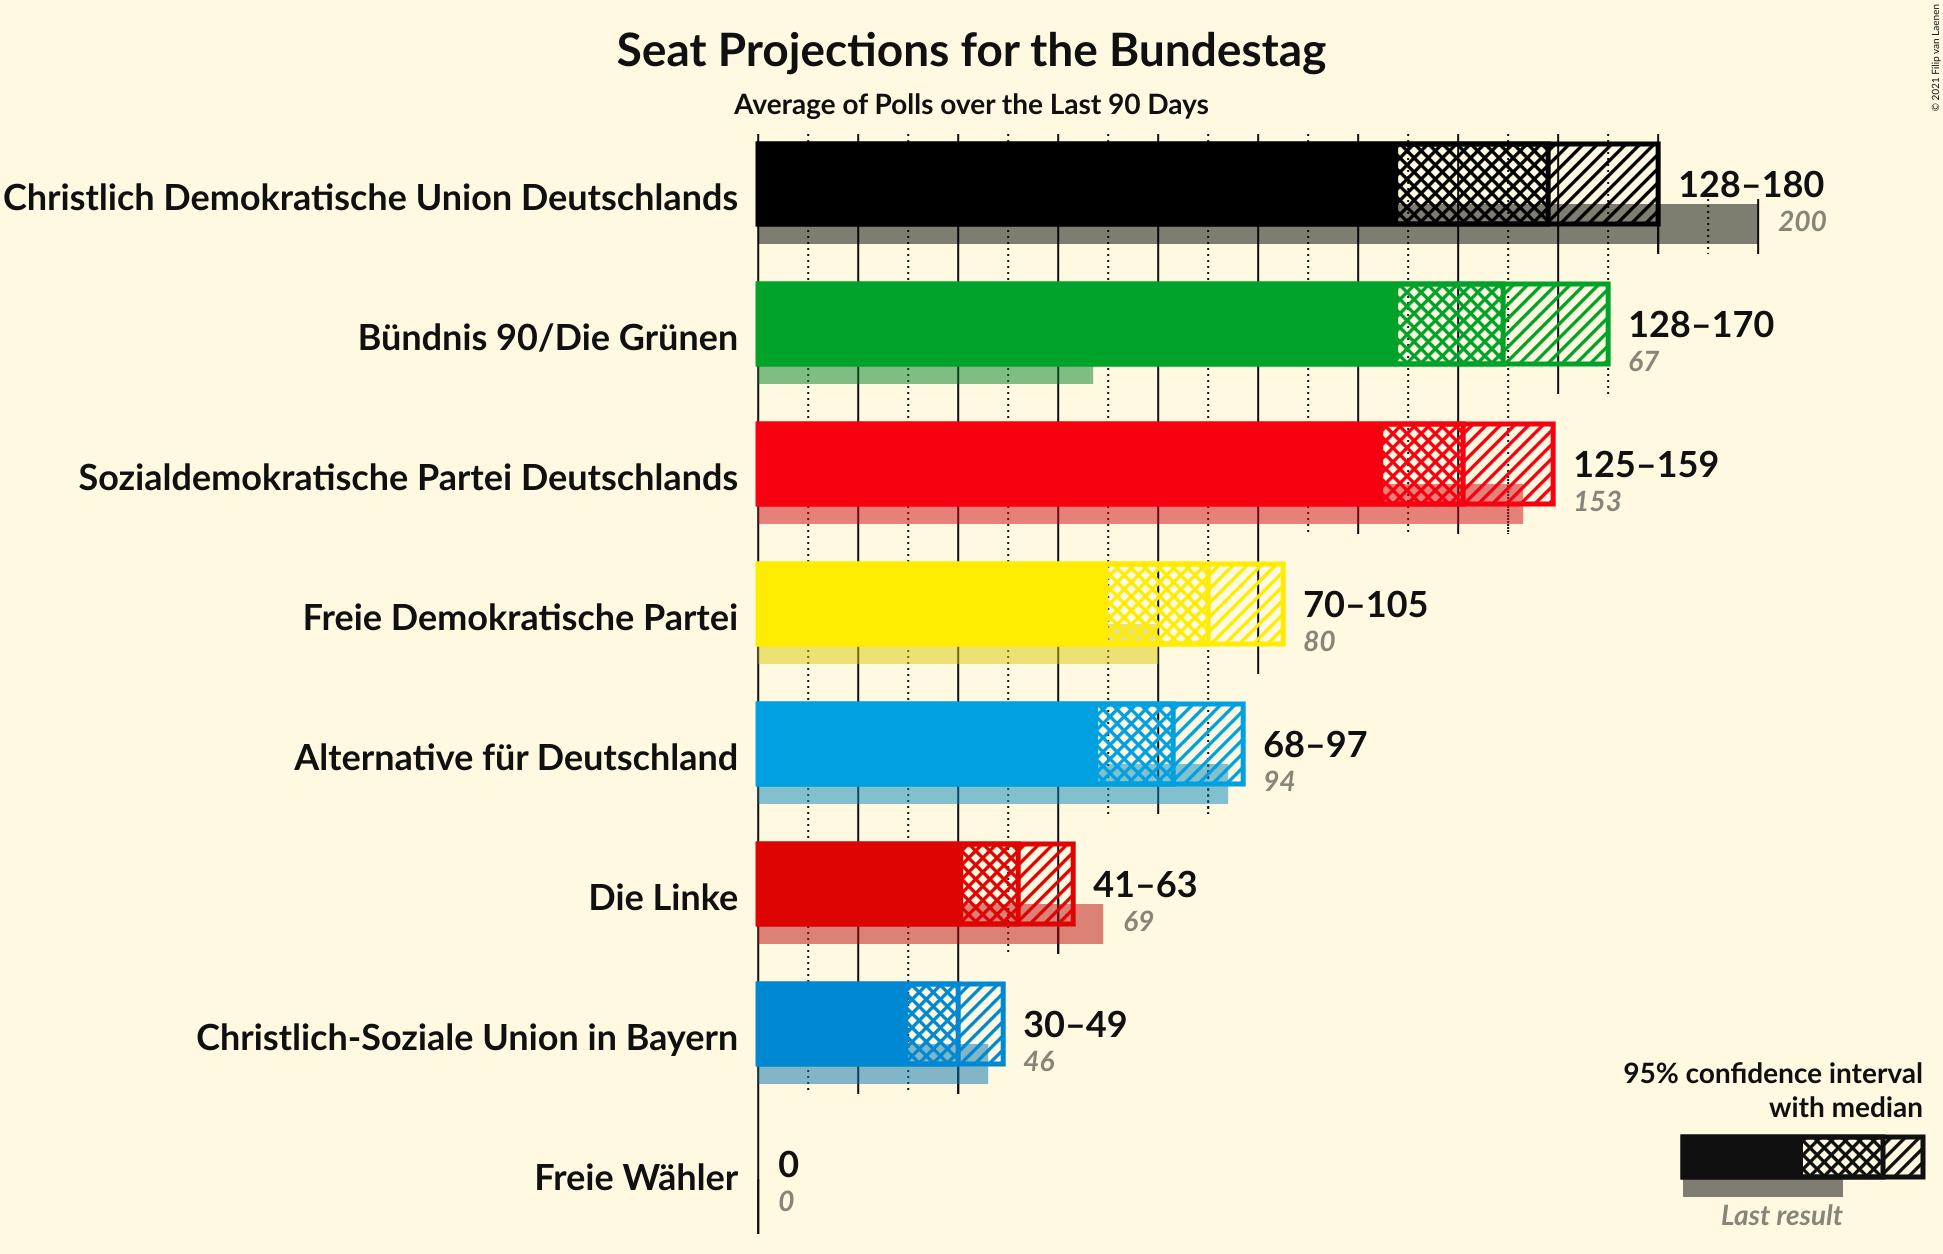 Seat Projections for the Bundestag
Average of Polls over the Last 90 Days
© 2021 Filip van Laenen
Christlich Demokratische Union Deutschlands
128–180
200
Bündnis 90/Die Grünen
128–170
67
Sozialdemokratische Partei Deutschlands
125–159
153
Freie Demokratische Partei
70–105
80
Alternative für Deutschland
68–97
94
Die Linke
41–63
69
Christlich-Soziale Union in Bayern
30–49
46
Freie Wähler
0
0
95% confidence interval
with median
Last result